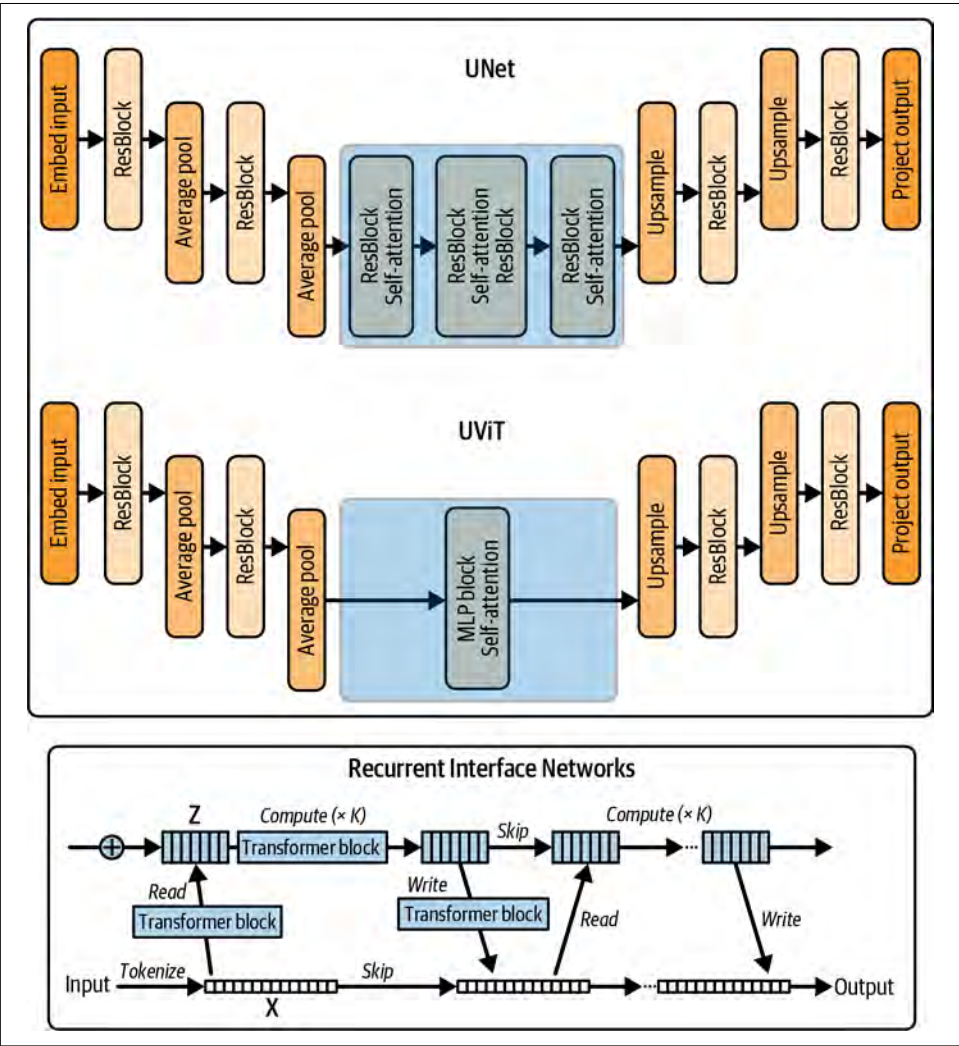 UNet
Embed input
ResBlock
Average pool
ResBlock
Average pool
ResBlock
Self-attention
ResBlock
Self-attention
ResBlock
ResBlock
Self-attention
Upsample
ResBlock
Upsample
ResBlock
Project output
UViT
Embed input
ResBlock
Average pool
ResBlock
Average pool
MLP block
Self-attention
Upsample
ResBlock
Upsample
ResBlock
Project output
Recurrent Interface Networks
Z
Compute (× K)
Skip
Compute (× K)
Transformer block
Read
Write
Transformer block
Transformer block
Read
Write
Input
Tokenize
Skip
Output
X